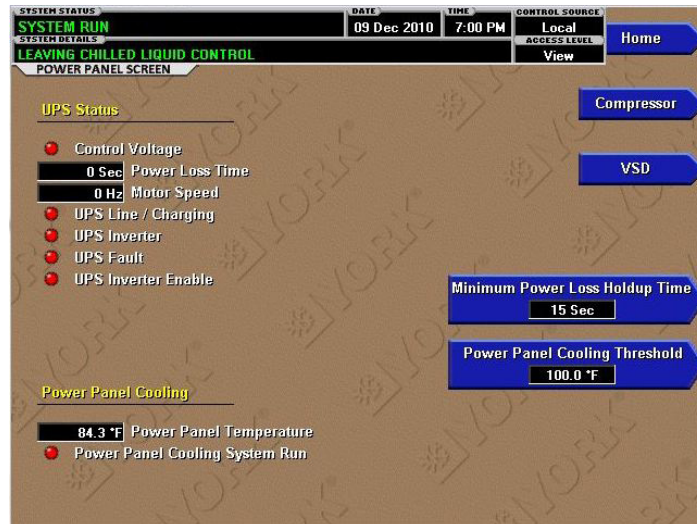 SYSTEM STATUS
SYSTEM RUN
DATE
09 Dec 2010
TIME
7:00 PM
CONTROL SOURCE
Local
SYSTEM DETAILS
LEAVING CHILLED LIQUID CONTROL
ACCESS LEVEL
View
Home
POWER PANEL SCREEN
Compressor
UPS Status
Control Voltage
VSD
0 Sec Power Loss Time
0 Hz Motor Speed
UPS Line / Charging
UPS Inverter
UPS Fault
UPS Inverter Enable
Minimum Power Loss Holdup Time
15 Sec
Power Panel Cooling Threshold
100.0 °F
Power Panel Cooling
84.3 °F Power Panel Temperature
Power Panel Cooling System Run
YORK